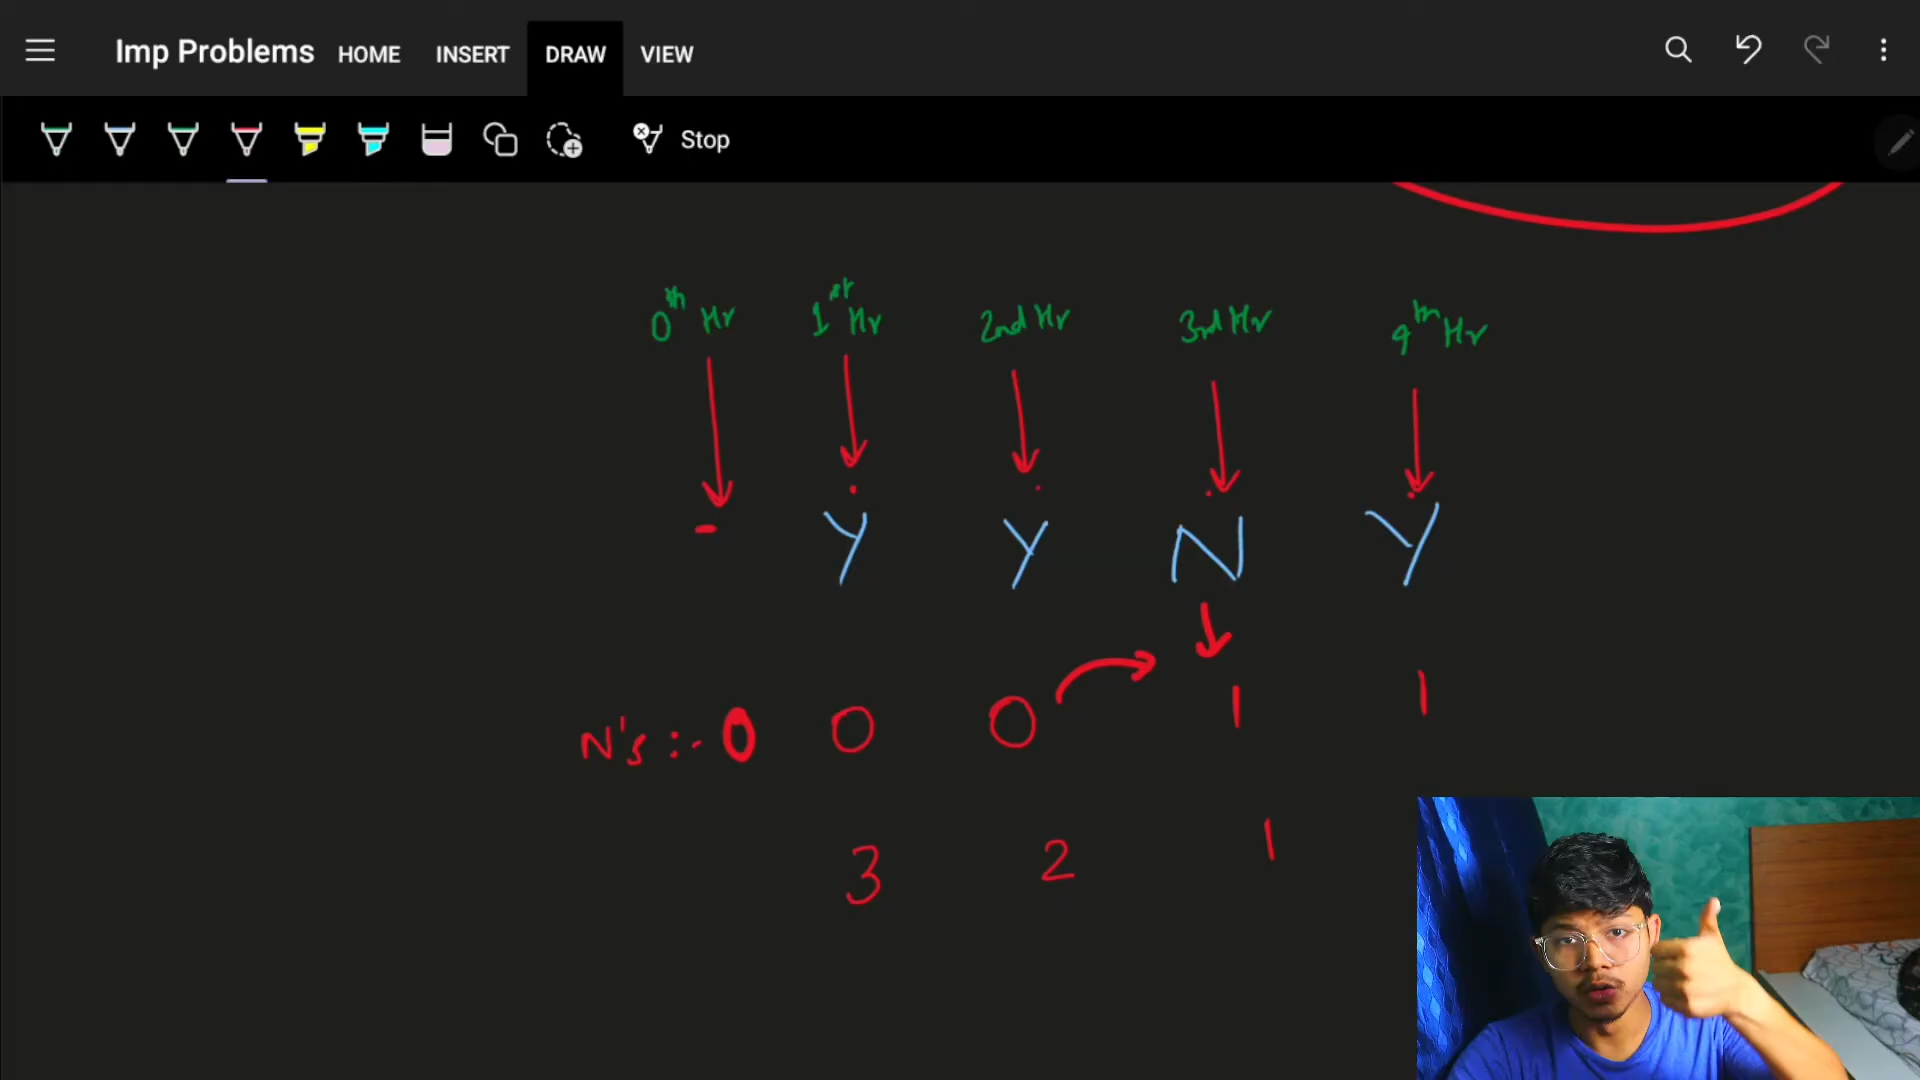 Imp Problems HOME INSERT DRAW VIEW
Stop
0th Hr 1st Hr 2nd Hr 3rd Hr 4th Hr
- Y Y N Y
N's :- 0 0 0 1 1
3 2 1